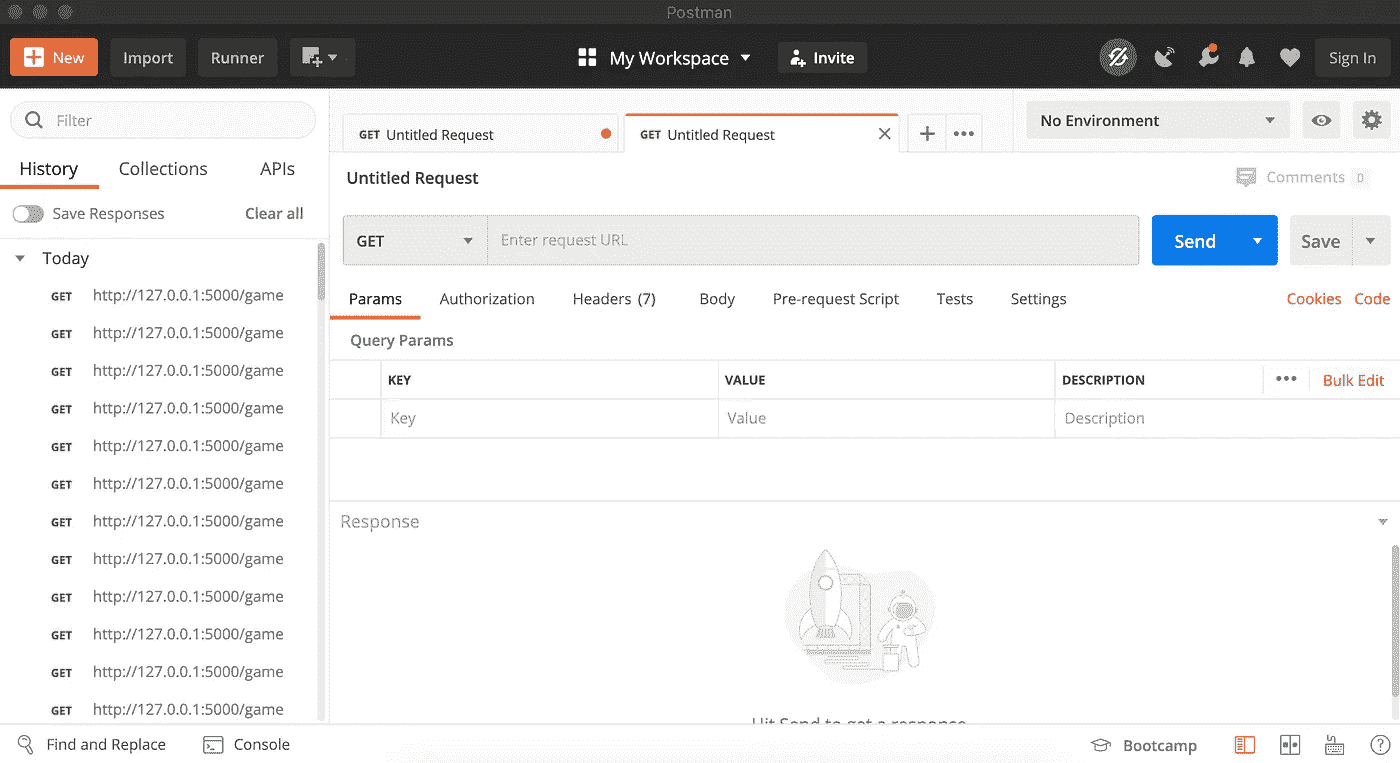 Postman
New Import Runner My Workspace Invite Sign In
Filter
GET Untitled Request GET Untitled Request No Environment
History Collections APIs
Untitled Request Comments 0
Save Responses Clear all
GET Enter request URL Send Save
Today
GET http://127.0.0.1:5000/game
Params Authorization Headers (7) Body Pre-request Script Tests Settings Cookies Code
GET http://127.0.0.1:5000/game
Query Params
GET http://127.0.0.1:5000/game
KEY VALUE DESCRIPTION Bulk Edit
GET http://127.0.0.1:5000/game
Key Value Description
GET http://127.0.0.1:5000/game
GET http://127.0.0.1:5000/game
GET http://127.0.0.1:5000/game
Response
GET http://127.0.0.1:5000/game
GET http://127.0.0.1:5000/game
GET http://127.0.0.1:5000/game
GET http://127.0.0.1:5000/game
GET http://127.0.0.1:5000/game
Hit Send to get a response
Find and Replace Console Bootcamp